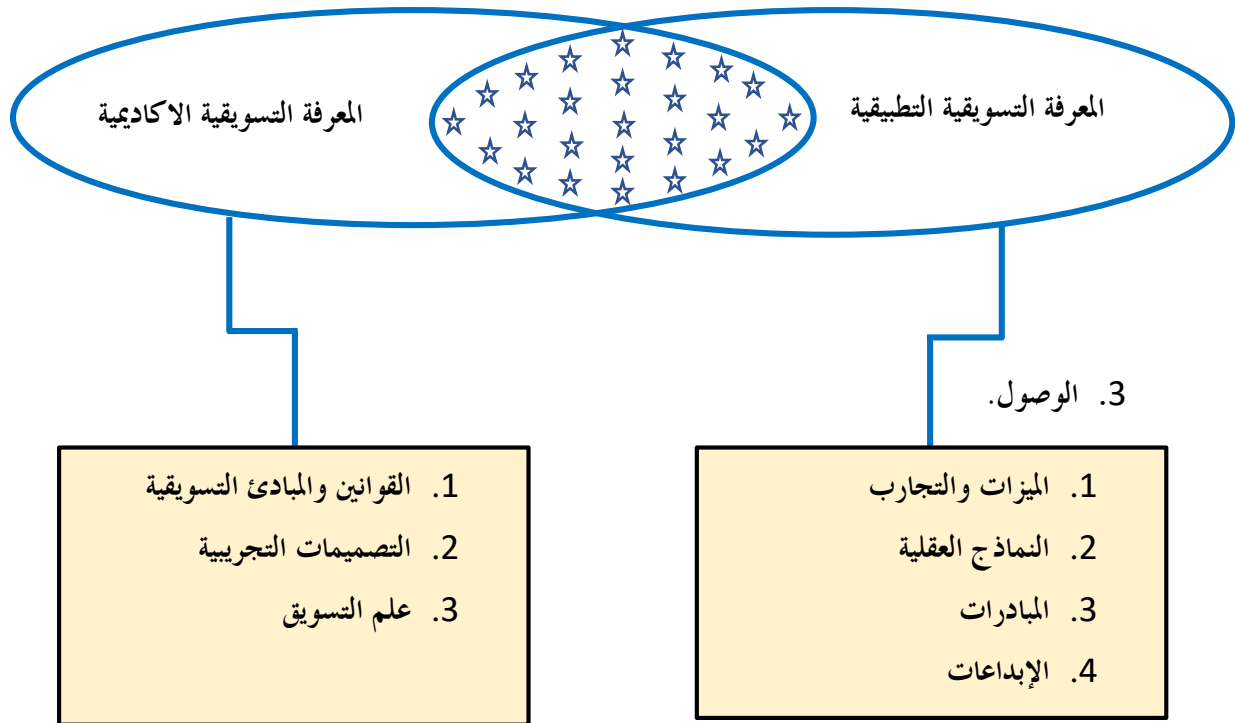 المعرفة التسويقية التطبيقية
المعرفة التسويقية الاكاديمية
3. الوصول.
1. الميزات والتجارب
2. النماذج العقلية
3. المبادرات
4. الإبداعات
1. القوانين والمبادئ التسويقية
2. التصميمات التجريبية
3. علم التسويق